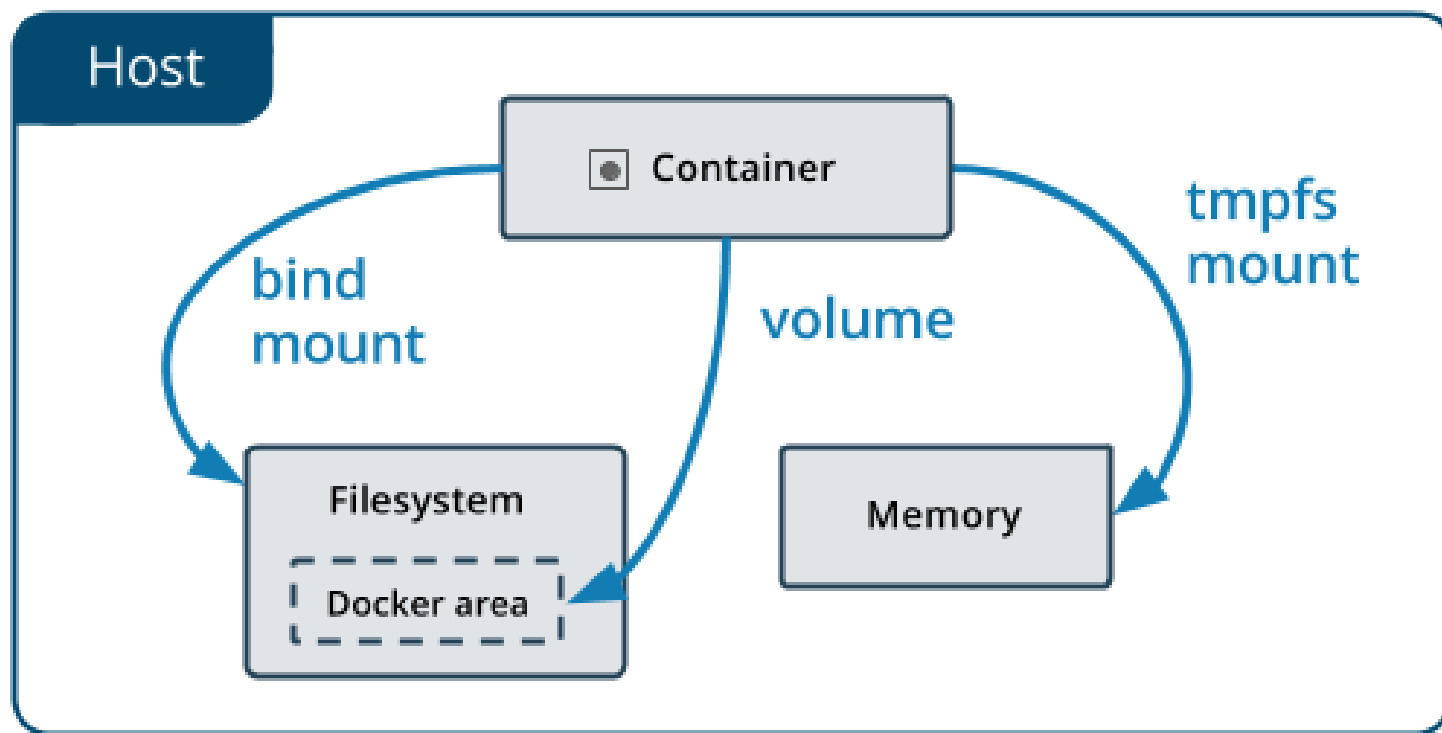 Host
Container
bind
mount
volume
tmpfs
mount
Filesystem
Docker area
Memory